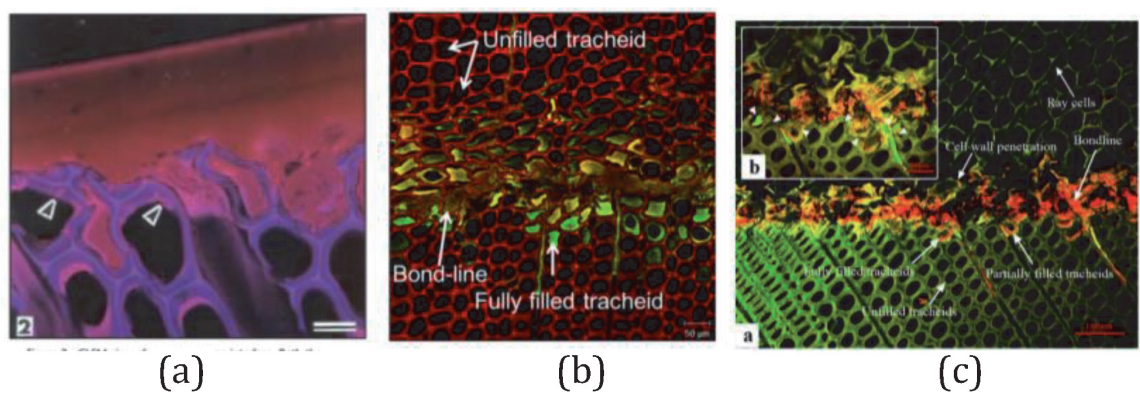 2
(a)
Unfilled tracheid
Bond-line
Fully filled tracheid
50 µm
(b)
b
Ray cells
Bondline
Cell wall penetration
Fully filled tracheids
Partially filled tracheids
Unfilled tracheids
a
(c)